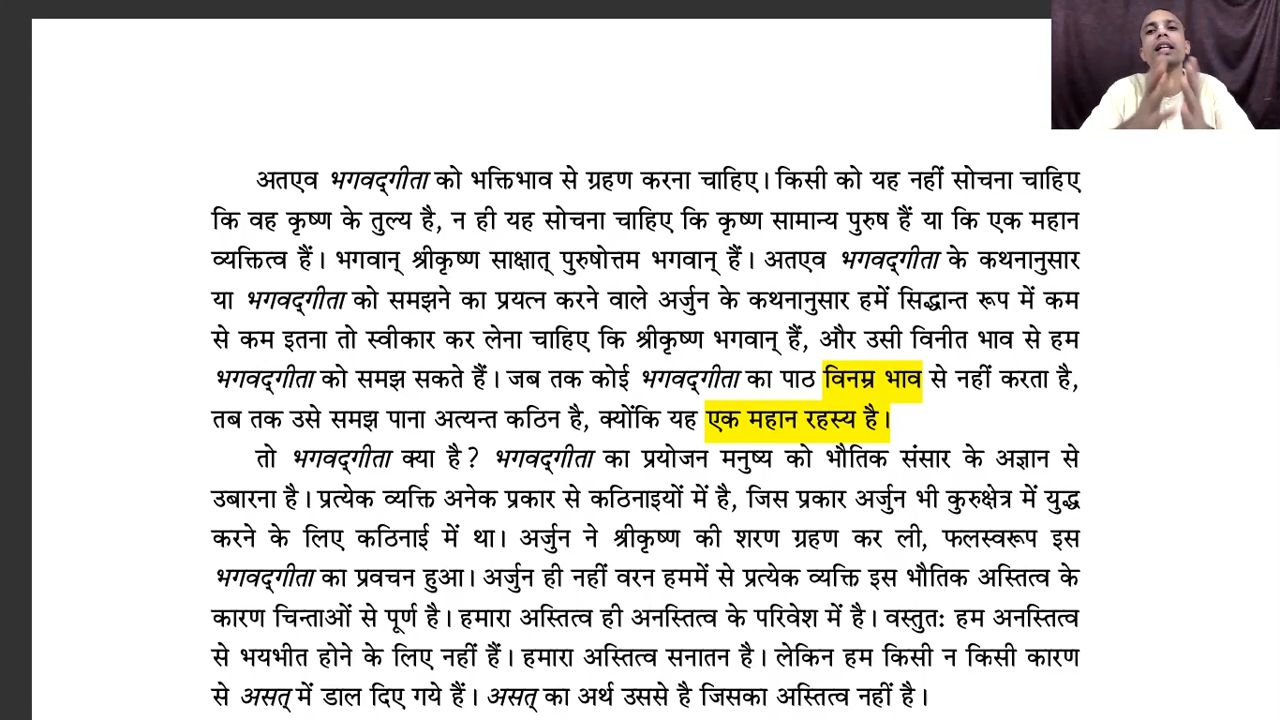 अतएव भगवद्‌गीता को भक्तिभाव से ग्रहण करना चाहिए। किसी को यह नहीं सोचना चाहिए
कि वह कृष्ण के तुल्य है, न ही यह सोचना चाहिए कि कृष्ण सामान्य पुरुष हैं या कि एक महान
व्यक्तित्व हैं। भगवान् श्रीकृष्ण साक्षात् पुरुषोत्तम भगवान् हैं। अतएव भगवद्‌गीता के कथनानुसार
या भगवद्‌गीता को समझने का प्रयत्न करने वाले अर्जुन के कथनानुसार हमें सिद्धान्त रूप में कम
से कम इतना तो स्वीकार कर लेना चाहिए कि श्रीकृष्ण भगवान् हैं, और उसी विनीत भाव से हम
भगवद्‌गीता को समझ सकते हैं। जब तक कोई भगवद्‌गीता का पाठ विनम्र भाव से नहीं करता है,
तब तक उसे समझ पाना अत्यन्त कठिन है, क्योंकि यह एक महान रहस्य है।
तो भगवद्‌गीता क्या है? भगवद्‌गीता का प्रयोजन मनुष्य को भौतिक संसार के अज्ञान से
उबारना है। प्रत्येक व्यक्ति अनेक प्रकार से कठिनाइयों में है, जिस प्रकार अर्जुन भी कुरुक्षेत्र में युद्ध
करने के लिए कठिनाई में था। अर्जुन ने श्रीकृष्ण की शरण ग्रहण कर ली, फलस्वरूप इस
भगवद्‌गीता का प्रवचन हुआ। अर्जुन ही नहीं वरन हममें से प्रत्येक व्यक्ति इस भौतिक अस्तित्व के
कारण चिन्ताओं से पूर्ण है। हमारा अस्तित्व ही अनस्तित्व के परिवेश में है। वस्तुत: हम अनस्तित्व
से भयभीत होने के लिए नहीं हैं। हमारा अस्तित्व सनातन है। लेकिन हम किसी न किसी कारण
से असत् में डाल दिए गये हैं। असत् का अर्थ उससे है जिसका अस्तित्व नहीं है।